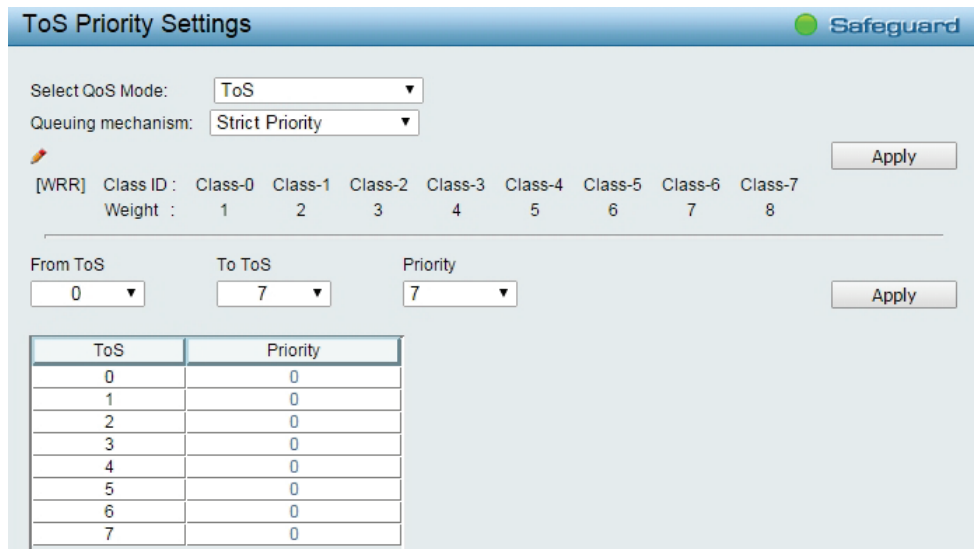 ToS Priority Settings
Safeguard
Select QoS Mode: ToS
Queuing mechanism: Strict Priority
Apply
[WRR] Class ID : Class-0 Class-1 Class-2 Class-3 Class-4 Class-5 Class-6 Class-7
Weight : 1 2 3 4 5 6 7 8
From ToS To ToS Priority
0 7 7 Apply
ToS Priority
0 0
1 0
2 0
3 0
4 0
5 0
6 0
7 0